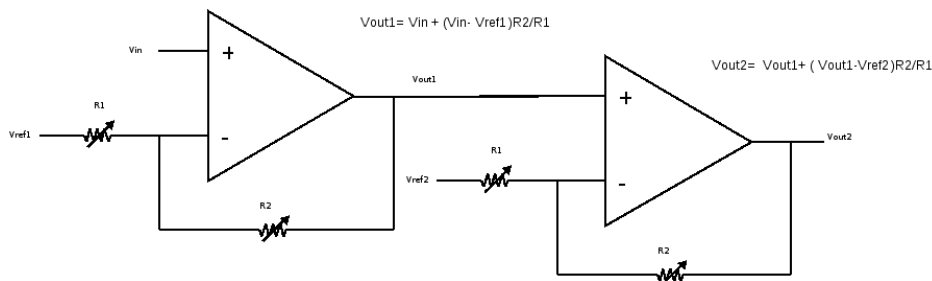 Vout1= Vin + (Vin- Vref1)R2/R1
Vin
+
Vout1
Vout2= Vout1+ ( Vout1-Vref2)R2/R1
+
R1
Vref1
-
Vout2
R1
Vref2
-
R2
R2